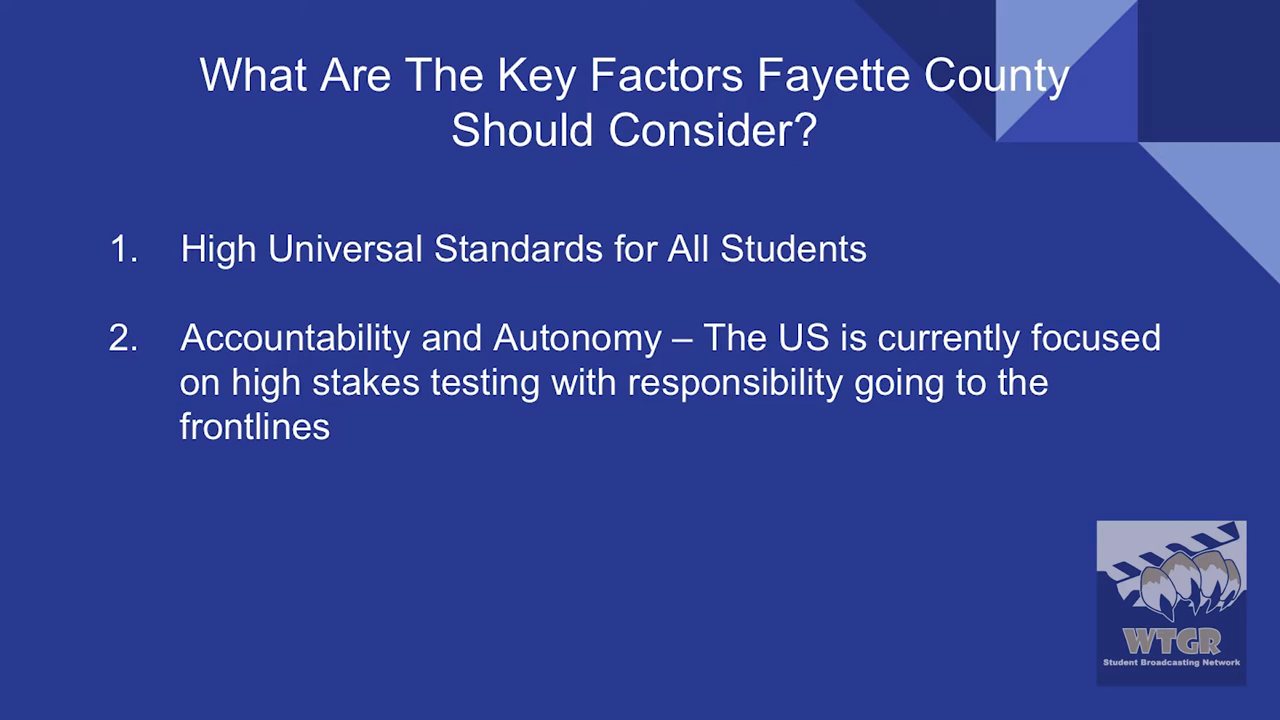 What Are The Key Factors Fayette County
Should Consider?
1. High Universal Standards for All Students
2. Accountability and Autonomy – The US is currently focused
on high stakes testing with responsibility going to the
frontlines
WTGR
Student Broadcasting Network